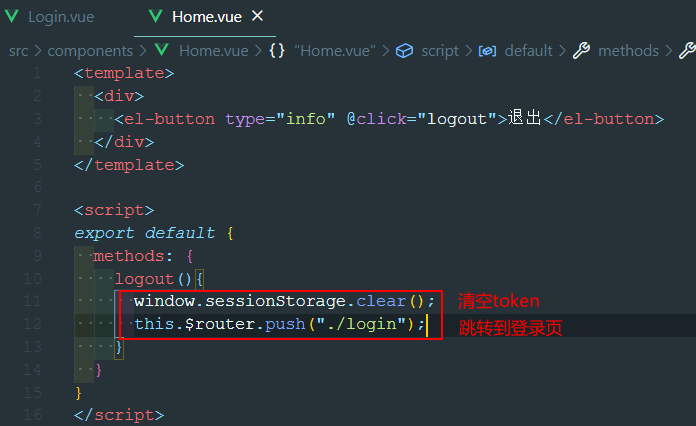 Login.vue Home.vue
src > components > Home.vue > {} "Home.vue" > script > default > methods >
1 <template>
2 <div>
3 <el-button type="info" @click="logout">退出</el-button>
4 </div>
5 </template>
6
7 <script>
8 export default {
9 methods: {
10 logout(){
11 window.sessionStorage.clear(); 清空token
12 this.$router.push("./login"); 跳转到登录页
13 }
14 }
15 }
16 </script>